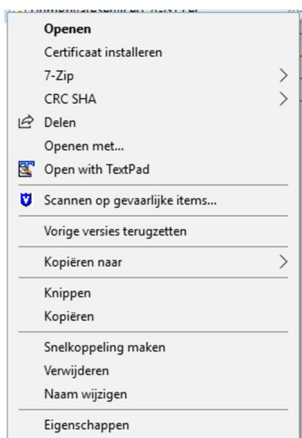 Openen
Certificaat installeren
7-Zip
CRC SHA
Delen
Openen met...
Open with TextPad
Scannen op gevaarlijke items...
Vorige versies terugzetten
Kopiëren naar
Knippen
Kopiëren
Snelkoppeling maken
Verwijderen
Naam wijzigen
Eigenschappen